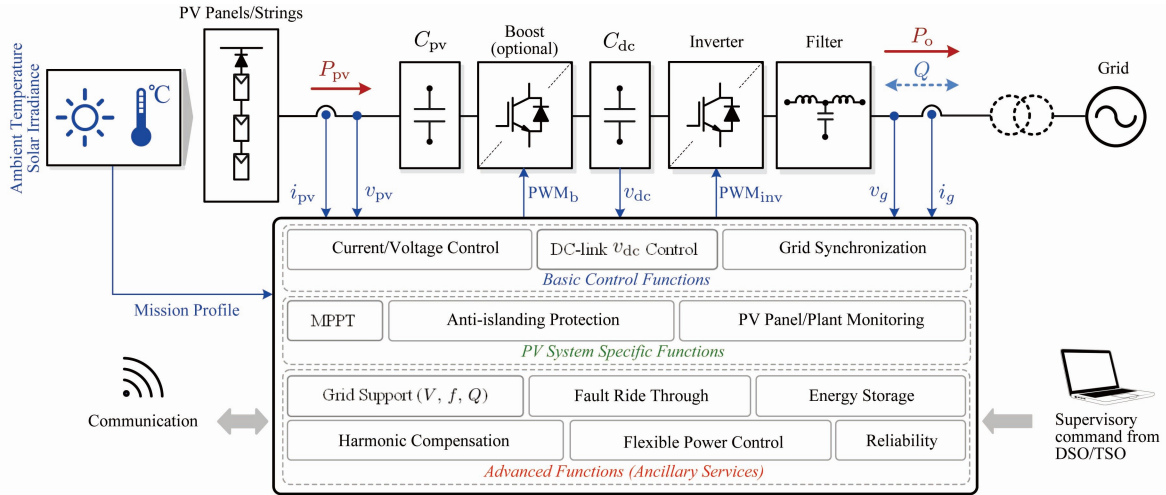 PV Panels/Strings
Ambient Temperature
Solar Irradiance
℃
P_pv
C_pv
Boost
(optional)
C_dc
Inverter
Filter
P_o
Q
Grid
i_pv
v_pv
PWM_b
v_dc
PWM_inv
v_g
i_g
Mission Profile
Current/Voltage Control
DC-link v_dc Control
Grid Synchronization
Basic Control Functions
MPPT
Anti-islanding Protection
PV Panel/Plant Monitoring
PV System Specific Functions
Grid Support (V, f, Q)
Fault Ride Through
Energy Storage
Harmonic Compensation
Flexible Power Control
Reliability
Advanced Functions (Ancillary Services)
Communication
Supervisory
command from
DSO/TSO